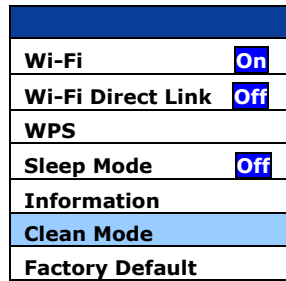 Wi-Fi On
Wi-Fi Direct Link Off
WPS
Sleep Mode Off
Information
Clean Mode
Factory Default